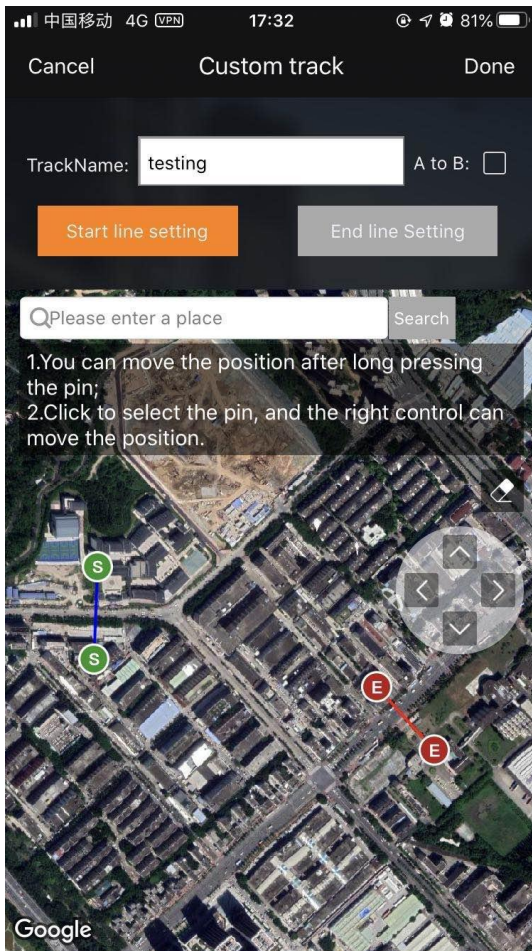 中国移动 4G VPN 17:32 81%
Cancel Custom track Done
TrackName: testing A to B:
Start line setting End line Setting
Please enter a place Search
1.You can move the position after long pressing
the pin;
2.Click to select the pin, and the right control can
move the position.
S
S
E
E
Google